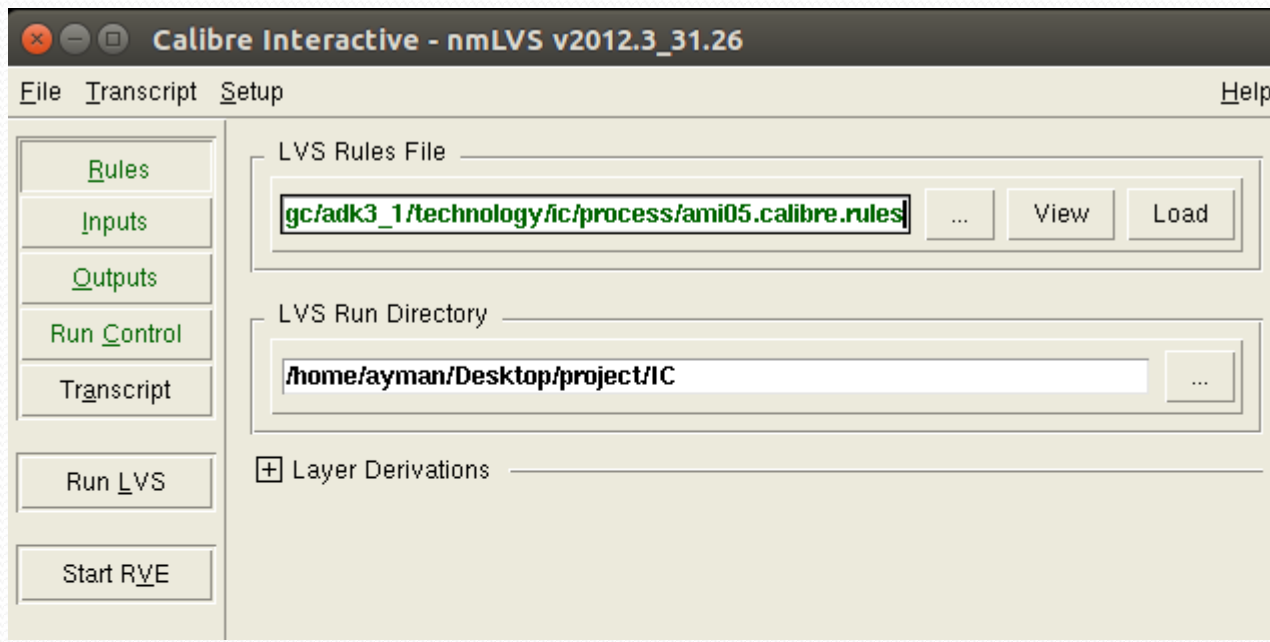 Calibre Interactive - nmLVS v2012.3_31.26
File Transcript Setup Help
Rules
Inputs
Outputs
Run Control
Transcript
Run LVS
Start RVE
LVS Rules File
gc/adk3_1/technology/ic/process/ami05.calibre.rules ... View Load
LVS Run Directory
/home/ayman/Desktop/project/IC ...
Layer Derivations